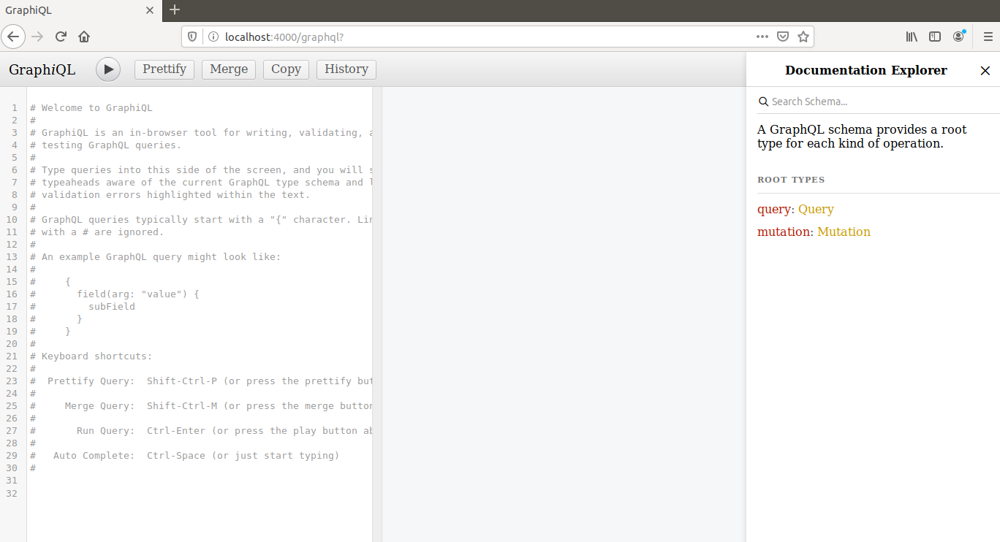 GraphiQL
localhost:4000/graphql?
GraphiQL
Prettify
Merge
Copy
History
1 # Welcome to GraphiQL
2 #
3 # GraphiQL is an in-browser tool for writing, validating, a
4 # testing GraphQL queries.
5 #
6 # Type queries into this side of the screen, and you will s
7 # typeaheads aware of the current GraphQL type schema and l
8 # validation errors highlighted within the text.
9 #
10 # GraphQL queries typically start with a "{" character. Lin
11 # with a # are ignored.
12 #
13 # An example GraphQL query might look like:
14 #
15 #     {
16 #       field(arg: "value") {
17 #         subField
18 #       }
19 #     }
20 #
21 # Keyboard shortcuts:
22 #
23 #  Prettify Query:  Shift-Ctrl-P (or press the prettify but
24 #
25 #     Merge Query:  Shift-Ctrl-M (or press the merge button
26 #
27 #       Run Query:  Ctrl-Enter (or press the play button ab
28 #
29 #   Auto Complete:  Ctrl-Space (or just start typing)
30 #
31
32
Documentation Explorer
Search Schema...
A GraphQL schema provides a root
type for each kind of operation.
ROOT TYPES
query: Query
mutation: Mutation